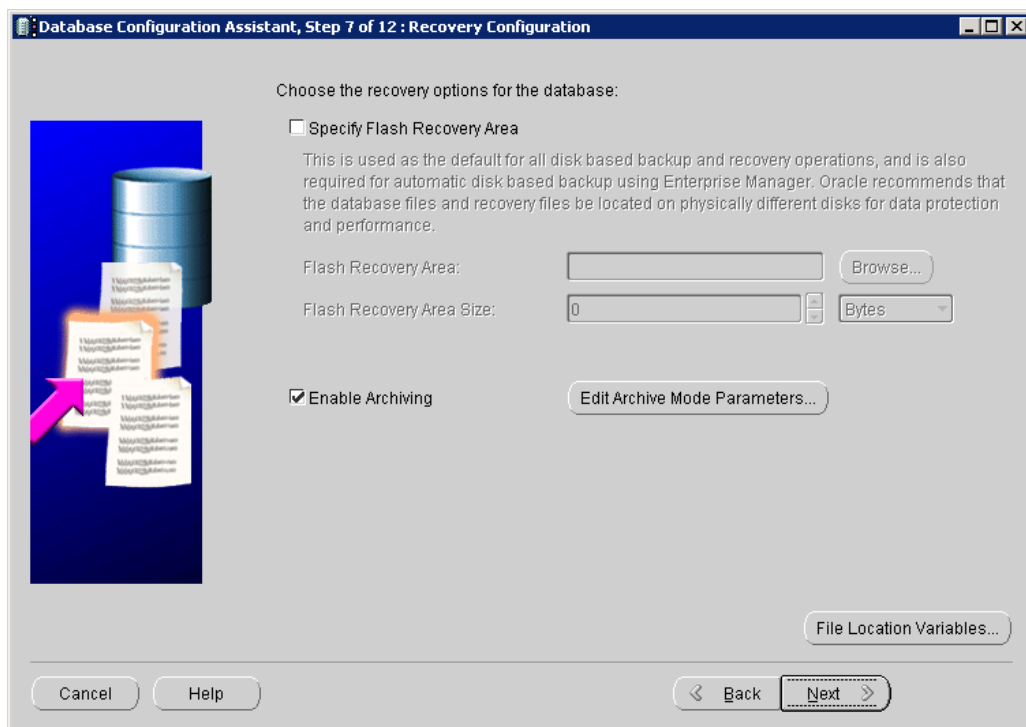 Database Configuration Assistant, Step 7 of 12 : Recovery Configuration
Choose the recovery options for the database:
Specify Flash Recovery Area
This is used as the default for all disk based backup and recovery operations, and is also
required for automatic disk based backup using Enterprise Manager. Oracle recommends that
the database files and recovery files be located on physically different disks for data protection
and performance.
Flash Recovery Area:
Browse...
Flash Recovery Area Size:
0
Bytes
Enable Archiving
Edit Archive Mode Parameters...
File Location Variables...
Cancel
Help
Back
Next